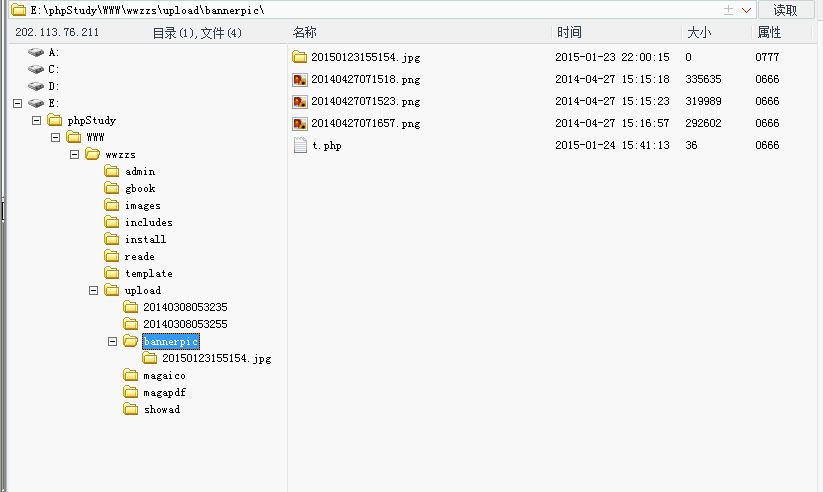 E:\phpStudy\WWW\wwzzs\upload\bannerpic\ 读取
202.113.76.211 目录(1),文件(4) 名称 时间 大小 属性
A:
C:
D:
E:
phpStudy
WWW
wwzzs
admin
gbook
images
includes
install
reade
template
upload
20140308053235
20140308053255
bannerpic
20150123155154.jpg
magaico
magapdf
showad
20150123155154.jpg 2015-01-23 22:00:15 0 0777
20140427071518.png 2014-04-27 15:15:18 335635 0666
20140427071523.png 2014-04-27 15:15:23 319989 0666
20140427071657.png 2014-04-27 15:16:57 292602 0666
t.php 2015-01-24 15:41:13 36 0666